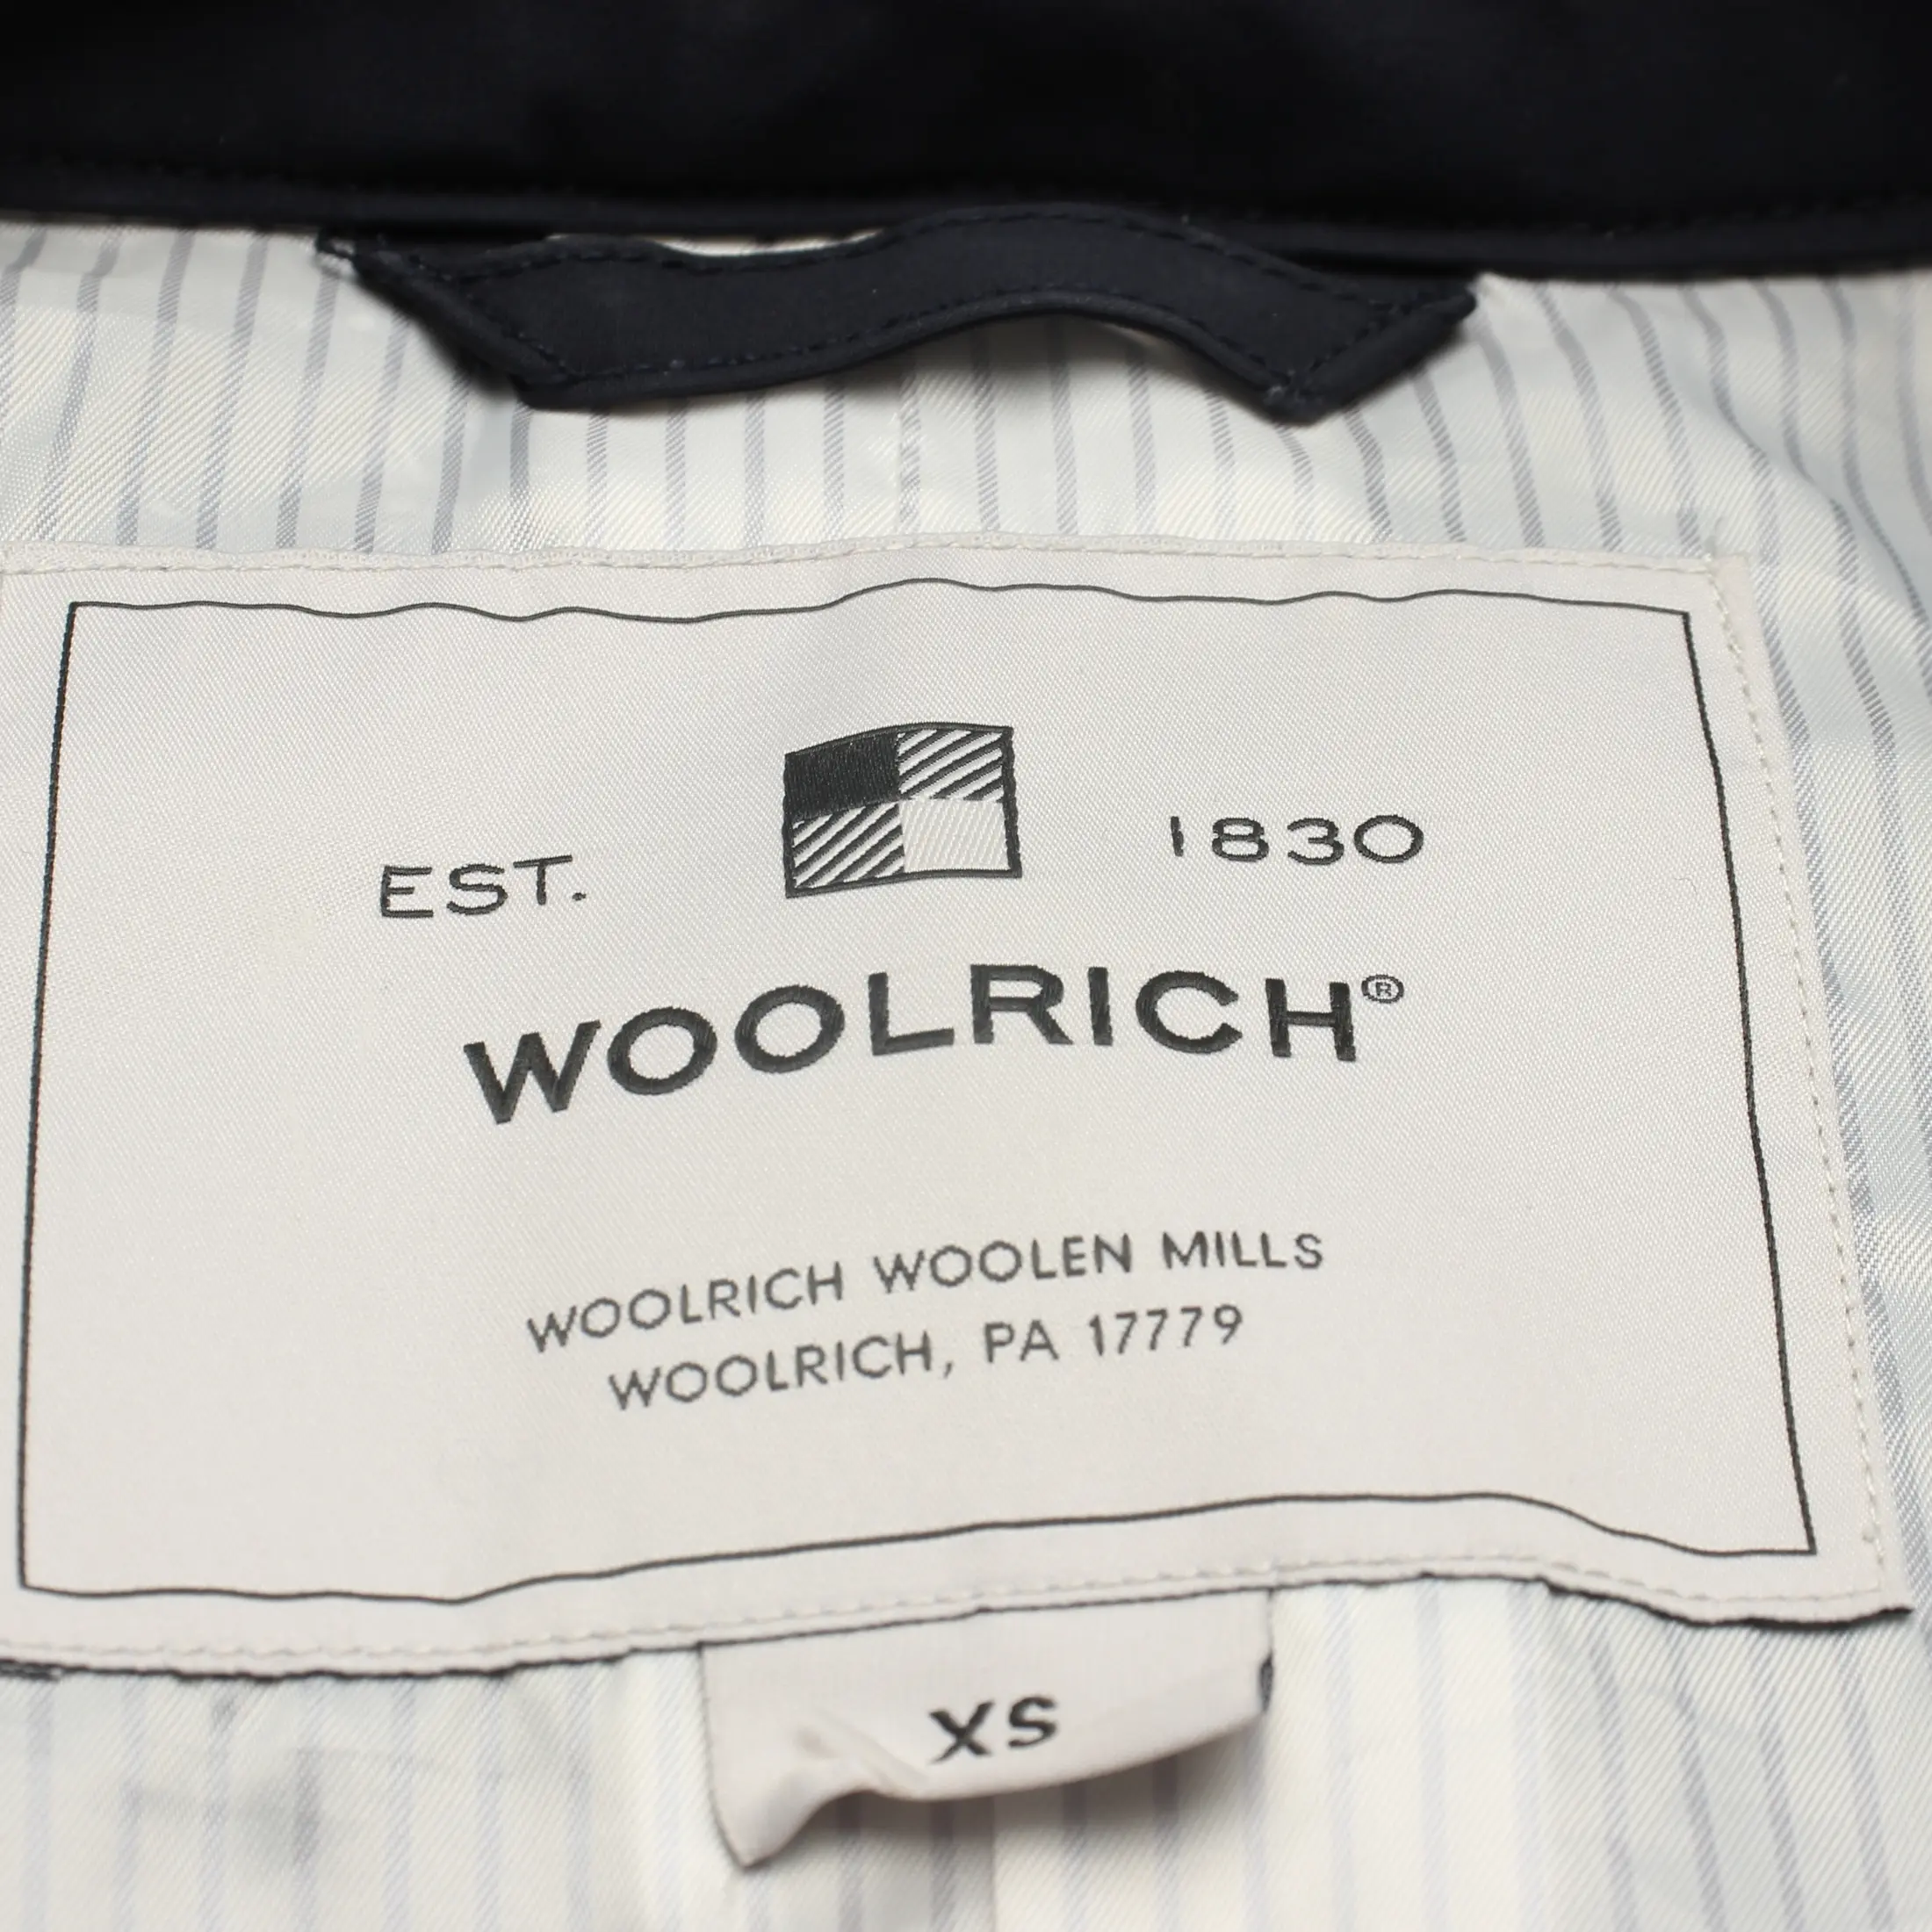 EST. 1830
WOOLRICH®
WOOLRICH WOOLEN MILLS
WOOLRICH, PA 17779
XS